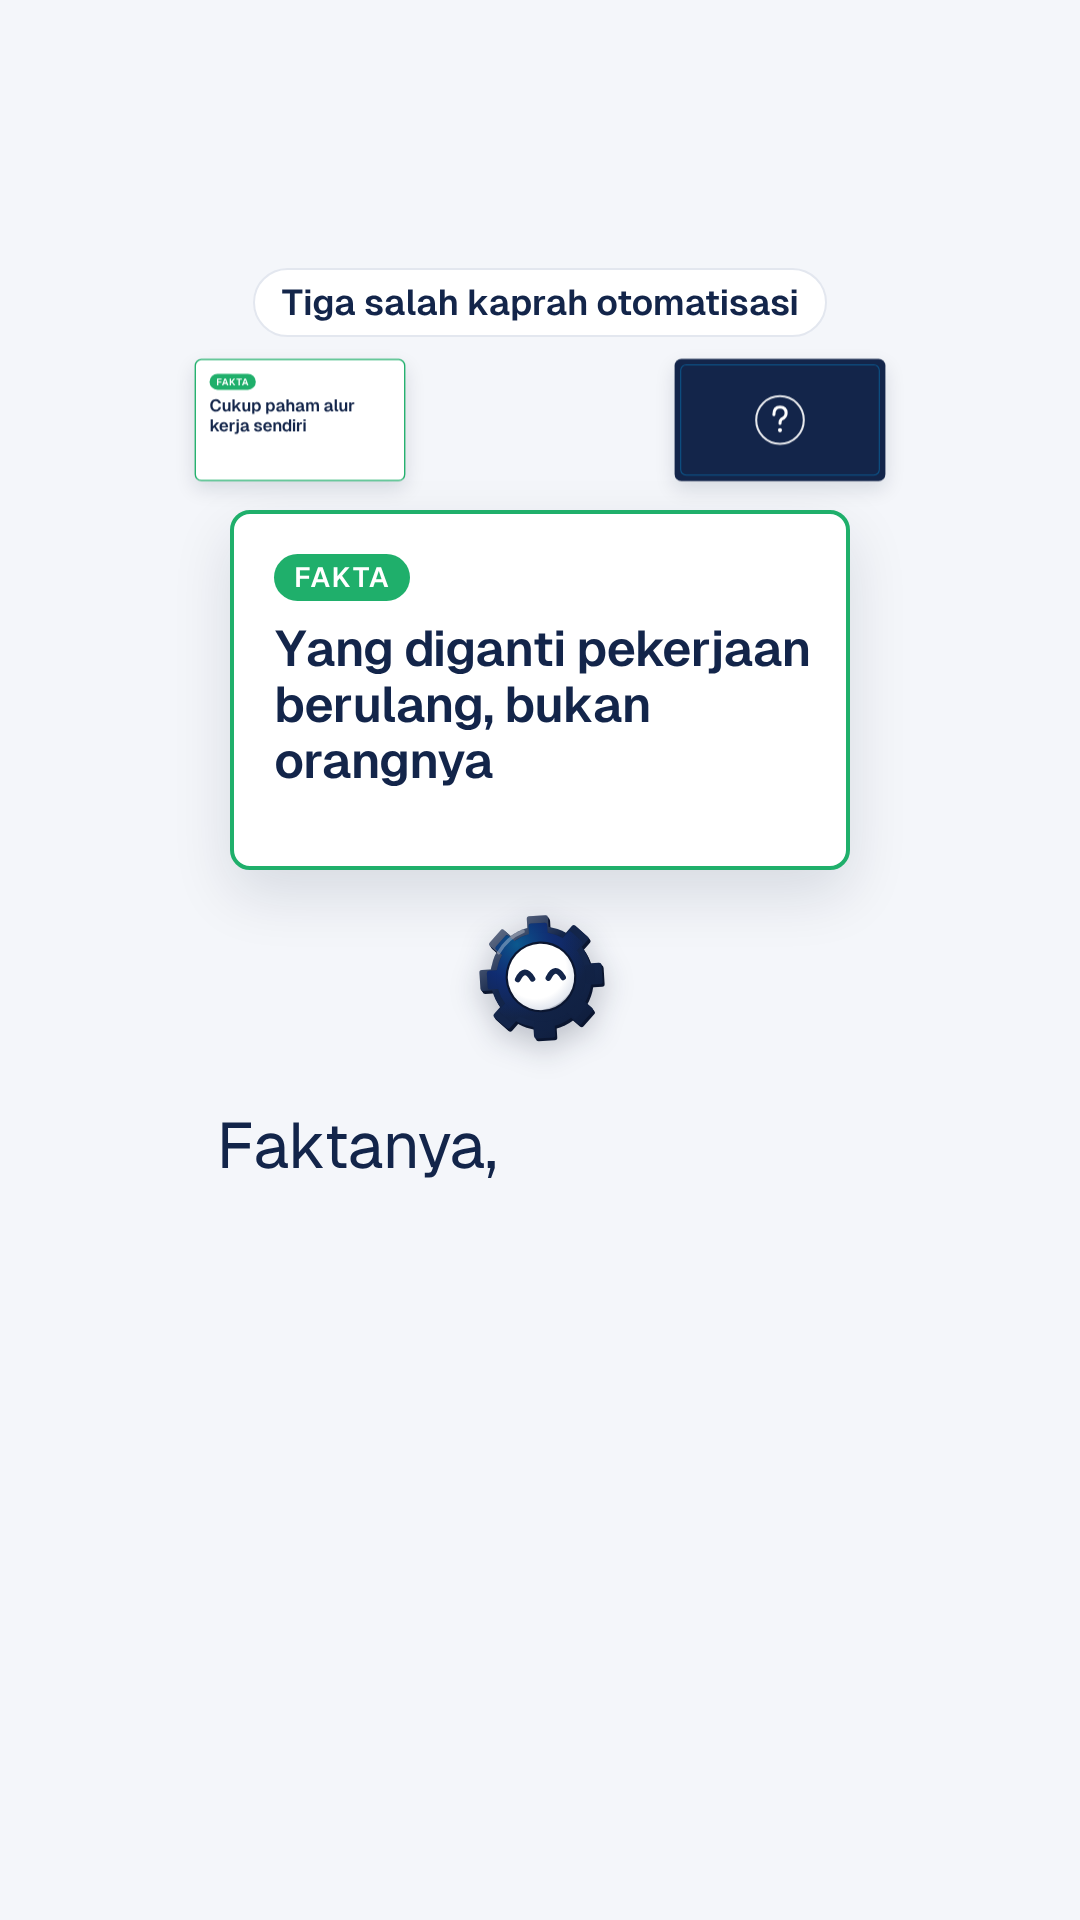 Tiga salah kaprah otomatisasi
FAKTA
Cukup paham alur
kerja sendiri
?
FAKTA
Yang diganti pekerjaan
berulang, bukan
orangnya
Faktanya,